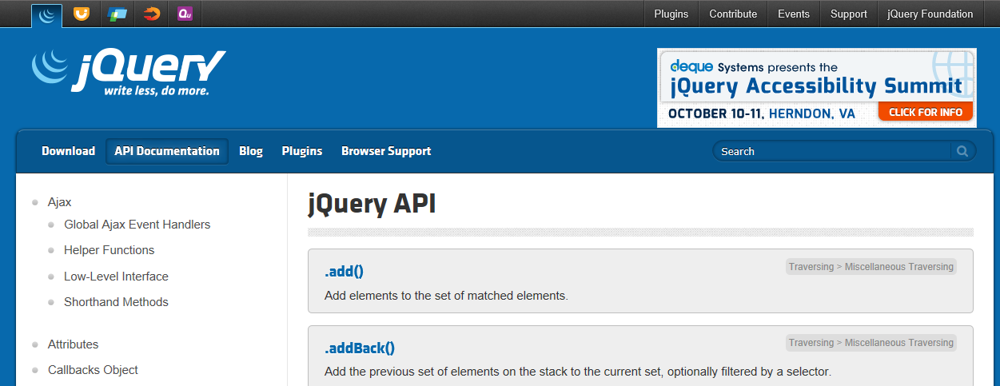 Qu
Plugins
Contribute
Events
Support
jQuery Foundation
jQuery
write less, do more.
deque Systems presents the
jQuery Accessibility Summit
OCTOBER 10-11, HERNDON, VA
CLICK FOR INFO
Download
API Documentation
Blog
Plugins
Browser Support
Search
Ajax
Global Ajax Event Handlers
Helper Functions
Low-Level Interface
Shorthand Methods
Attributes
Callbacks Object
jQuery API
.add()
Traversing > Miscellaneous Traversing
Add elements to the set of matched elements.
.addBack()
Traversing > Miscellaneous Traversing
Add the previous set of elements on the stack to the current set, optionally filtered by a selector.